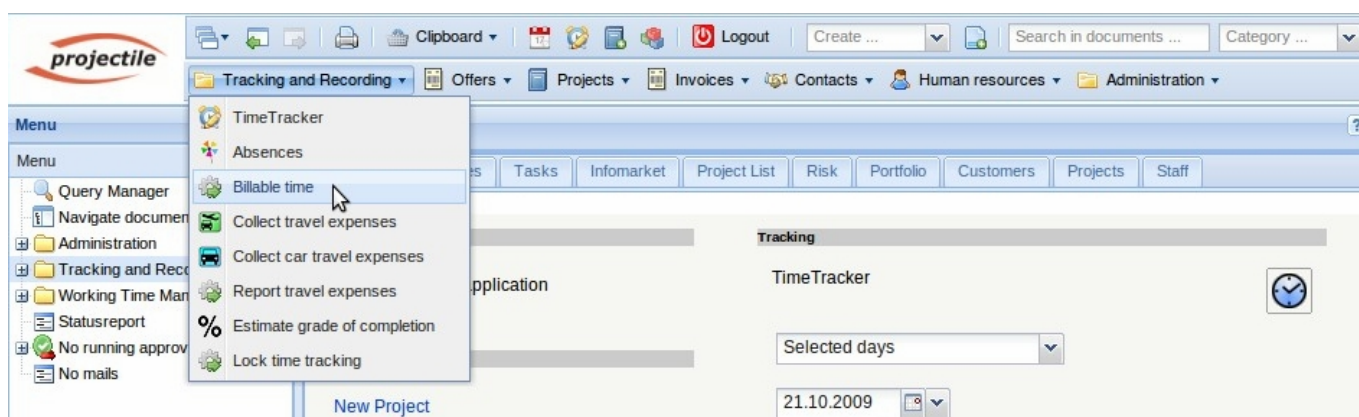 projectile
Clipboard
17
Logout
Create ...
Search in documents ...
Category ...
Tracking and Recording
Offers
Projects
Invoices
Contacts
Human resources
Administration
Menu
?
Menu
Query Manager
Navigate documen
Administration
Tracking and Reco
Working Time Man
Statusreport
No running approv
No mails
TimeTracker
Absences
Billable time
Collect travel expenses
Collect car travel expenses
Report travel expenses
% Estimate grade of completion
Lock time tracking
es
Tasks
Infomarket
Project List
Risk
Portfolio
Customers
Projects
Staff
pplication
New Project
Tracking
TimeTracker
Selected days
21.10.2009